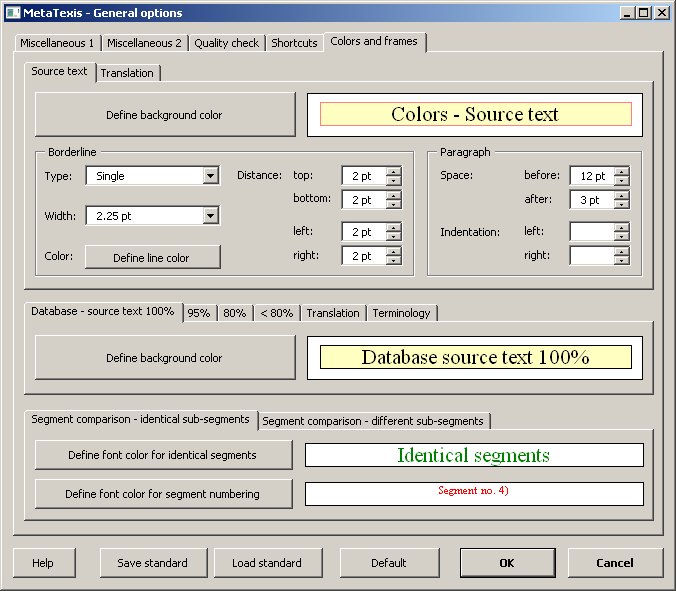 MetaTexis - General options
Miscellaneous 1 Miscellaneous 2 Quality check Shortcuts Colors and frames
Source text Translation
Define background color Colors - Source text
Borderline Paragraph
Type: Single Distance: top: 2 pt Space: before: 12 pt
bottom: 2 pt after: 3 pt
Width: 2.25 pt
left: 2 pt Indentation: left:
Color: Define line color right: 2 pt right:
Database - source text 100% 95% 80% < 80% Translation Terminology
Define background color Database source text 100%
Segment comparison - identical sub-segments Segment comparison - different sub-segments
Define font color for identical segments Identical segments
Define font color for segment numbering Segment no. 4)
Help Save standard Load standard Default OK Cancel